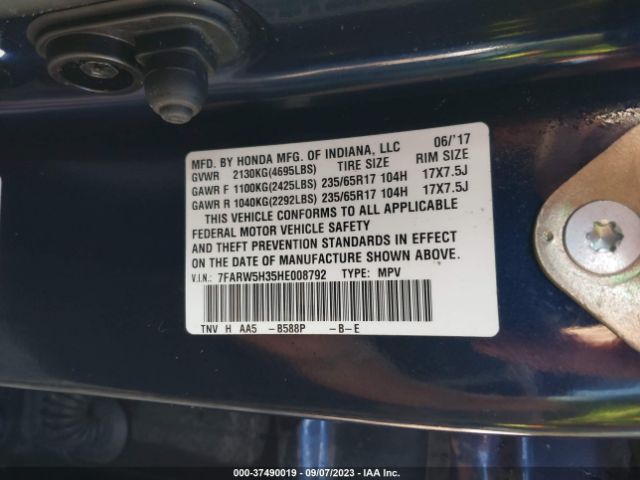 MFD. BY HONDA MFG. OF INDIANA, LLC 06/'17
GVWR 2130KG(4695LBS) TIRE SIZE RIM SIZE
GAWR F 1100KG(2425LBS) 235/65R17 104H 17X7.5J
GAWR R 1040KG(2292LBS) 235/65R17 104H 17X7.5J
THIS VEHICLE CONFORMS TO ALL APPLICABLE
FEDERAL MOTOR VEHICLE SAFETY
AND THEFT PREVENTION STANDARDS IN EFFECT
ON THE DATE OF MANUFACTURE SHOWN ABOVE.
V.I.N.: 7FARW5H35HE008792 TYPE: MPV
TNV H AA5 -B588P -B-E
000-37490019 - 09/07/2023 - IAA Inc.